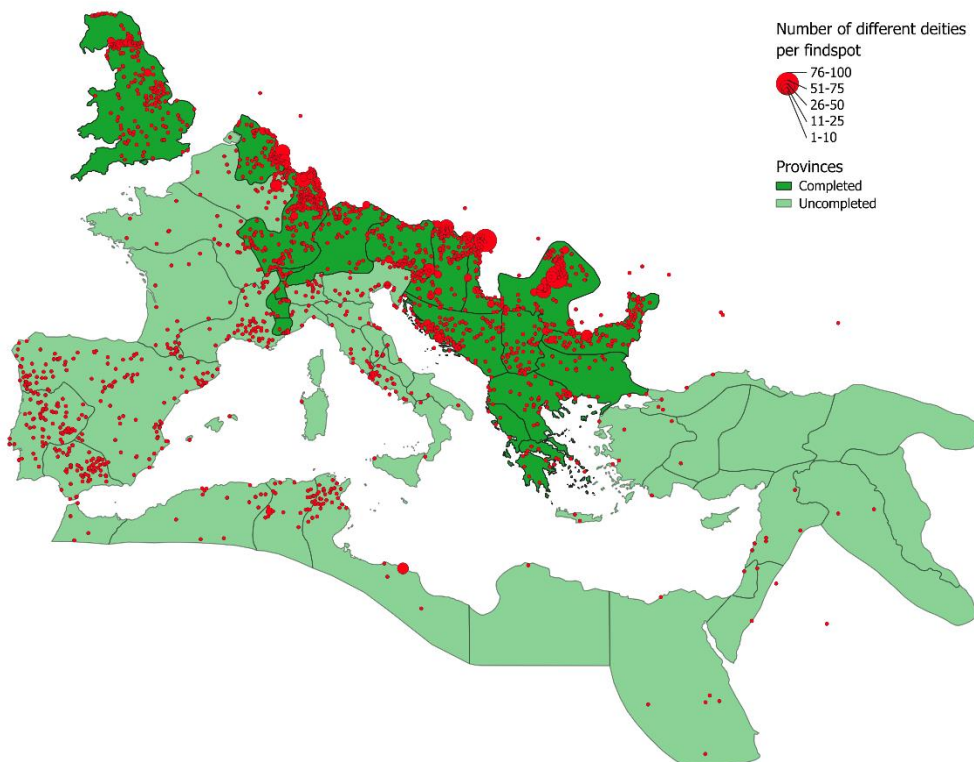 Number of different deities
per findspot
76-100
51-75
26-50
11-25
1-10
Provinces
Completed
Uncompleted